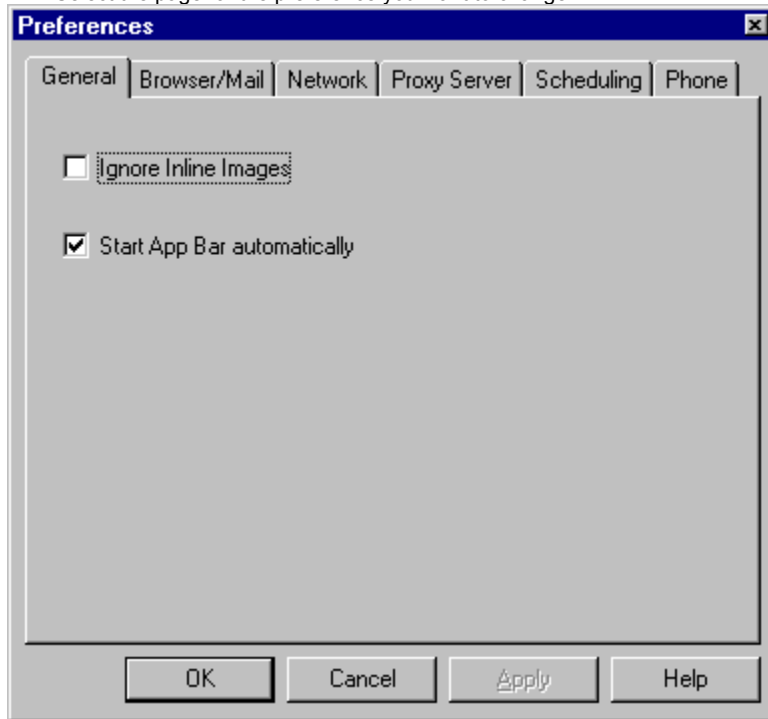 Preferences
General Browser/Mail Network Proxy Server Scheduling Phone
Ignore Inline Images
Start App Bar automatically
OK Cancel Apply Help